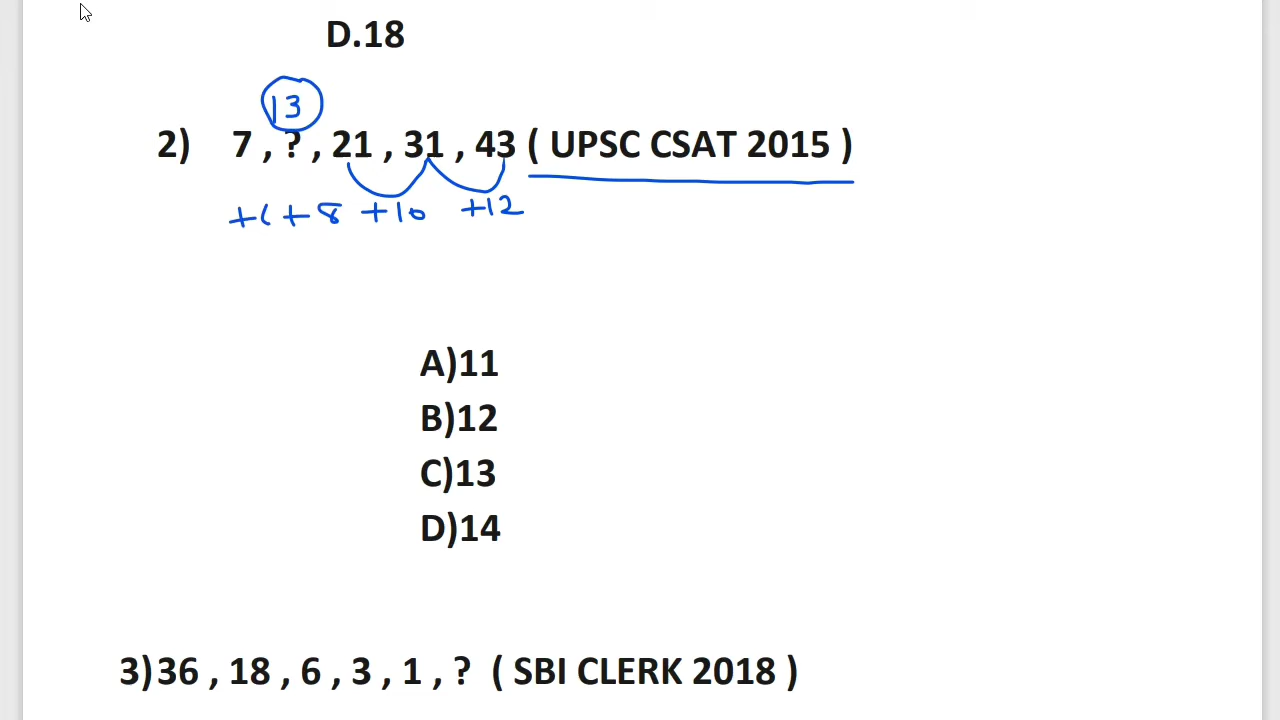 D.18
13
2) 7 , ? , 21 , 31 , 43 ( UPSC CSAT 2015 )
+6 +8 +10 +12
A)11
B)12
C)13
D)14
3)36 , 18 , 6 , 3 , 1 , ? ( SBI CLERK 2018 )